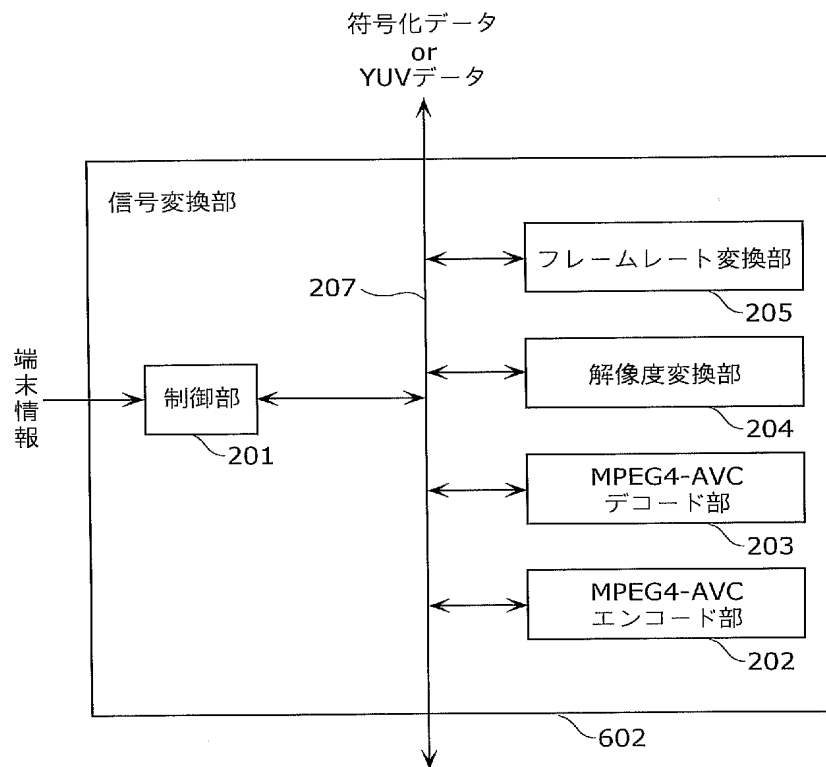 符号化データ
or
YUVデータ
信号変換部
フレームレート変換部
205
207
解像度変換部
204
端末情報
制御部
201
MPEG4-AVC
デコード部
203
MPEG4-AVC
エンコード部
202
602